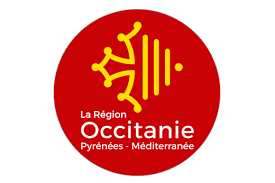 La Région
Occitanie
Pyrénées - Méditerranée